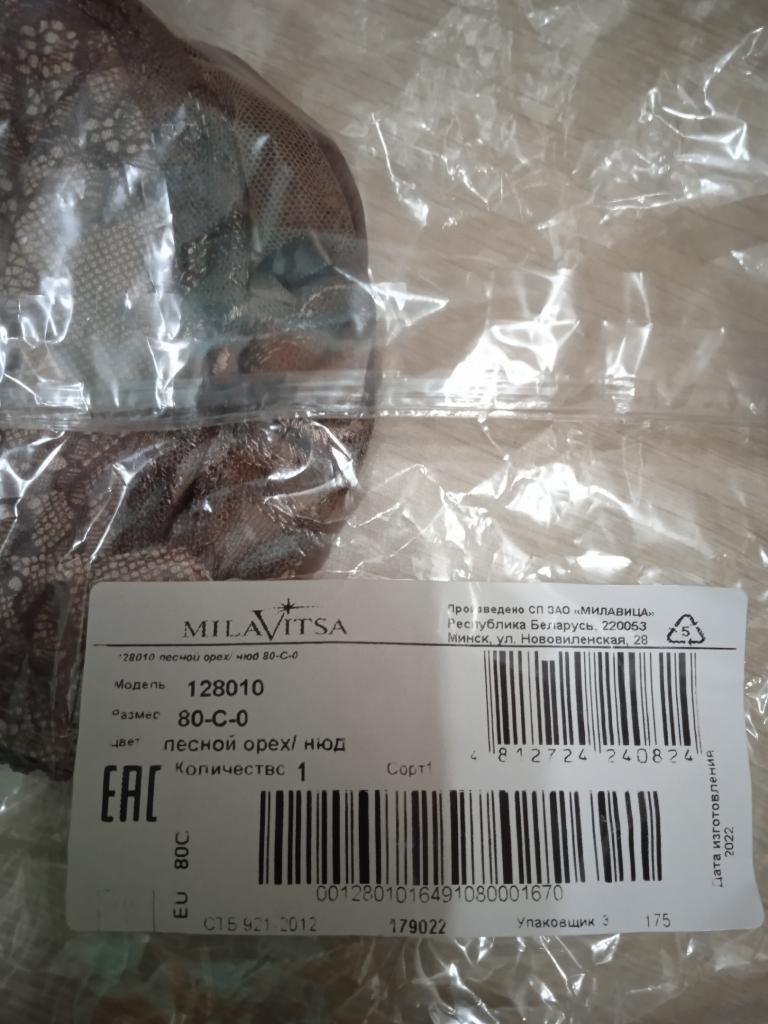 MILAVITSA
Произведено СП ЗАО «МИЛАВИЦА»
Республика Беларусь, 220053
Минск, ул. Нововиленская, 28
5
128010 лесной орех/ нюд 80-C-0
Модель 128010
Размер 80-C-0
цвет лесной орех/ нюд
4 812724 240824
Количество 1 Сорт1
EAC
EU 80C
Дата изготовления
2022
00128010164910800016​70
СТБ 921-2012 179022 Упаковщик 3 175